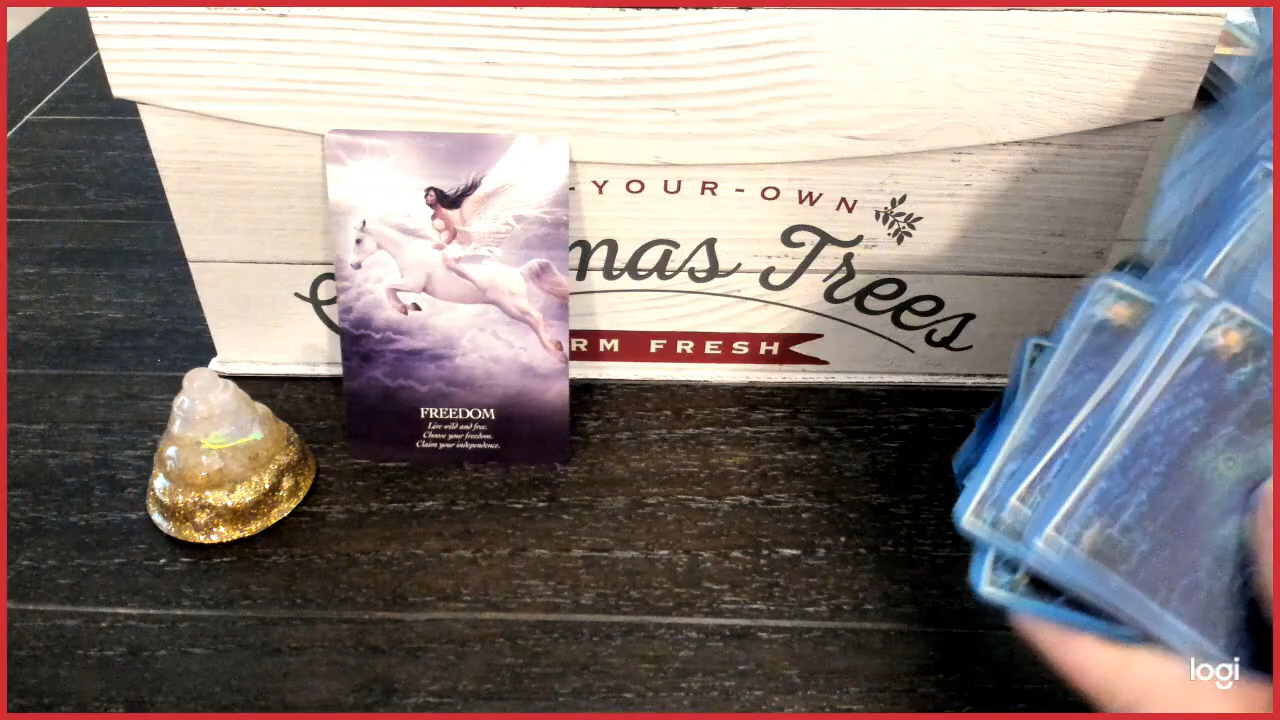 -YOUR-OWN
mas Trees
RM FRESH
FREEDOM
Live wild and free.
Choose your freedom.
Claim your independence.
logi